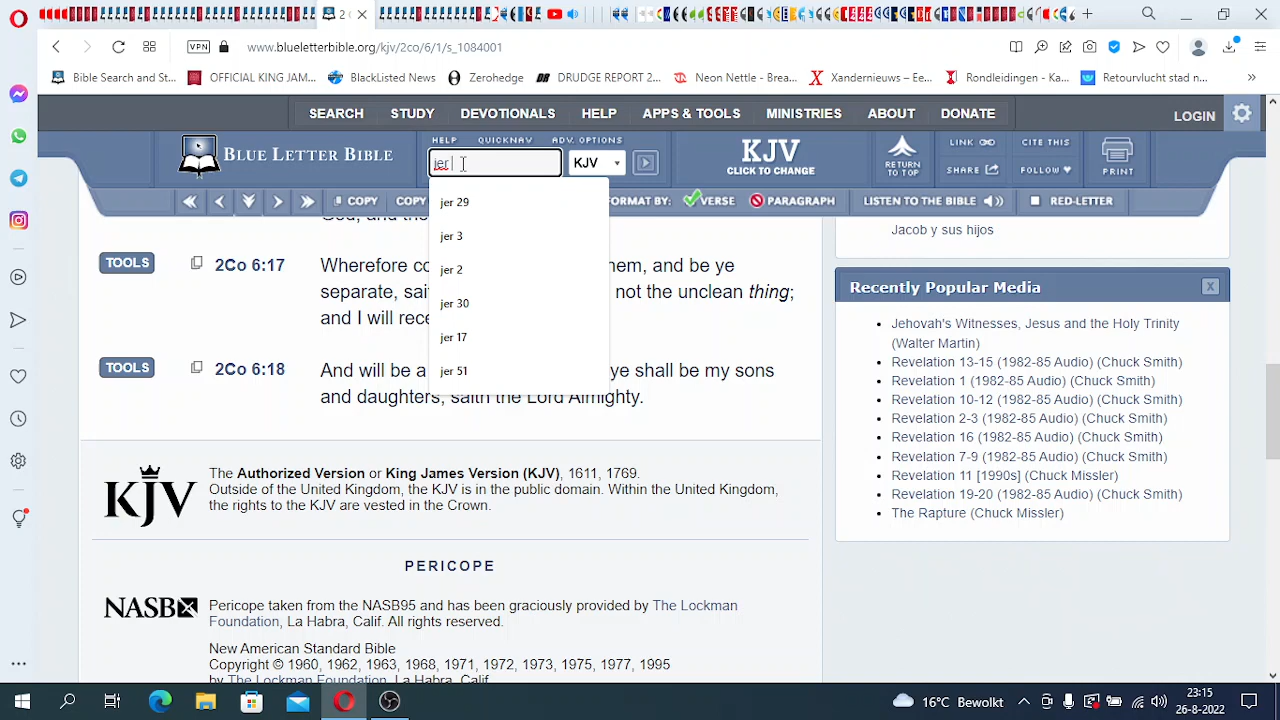 2
www.blueletterbible.org/kjv/2co/6/1/s_1084001
VPN
Bible Search and St...
OFFICIAL KING JAM...
BlackListed News
Zerohedge
DRUDGE REPORT 2...
Neon Nettle - Brea...
Xandernieuws – Ee...
Rondleidingen - Ka...
Retourvlucht stad n...
SEARCH STUDY DEVOTIONALS HELP APPS & TOOLS MINISTRIES ABOUT DONATE
LOGIN
HELP QUICKNAV ADV. OPTIONS
BLUE LETTER BIBLE
jer
KJV
KJV
CLICK TO CHANGE
RETURN
TO TOP
LINK
CITE THIS
SHARE
FOLLOW
PRINT
COPY
COPY
FORMAT BY:
VERSE
PARAGRAPH
LISTEN TO THE BIBLE
RED-LETTER
jer 29
jer 3
jer 2
jer 30
jer 17
jer 51
TOOLS
2Co 6:17
Wherefore co
hem, and be ye
separate, sai
not the unclean thing;
and I will rece
TOOLS
2Co 6:18
And will be a
ye shall be my sons
and daughters, saith the Lord Almighty.
Jacob y sus hijos
Recently Popular Media
X
Jehovah's Witnesses, Jesus and the Holy Trinity
(Walter Martin)
Revelation 13-15 (1982-85 Audio) (Chuck Smith)
Revelation 1 (1982-85 Audio) (Chuck Smith)
Revelation 10-12 (1982-85 Audio) (Chuck Smith)
Revelation 2-3 (1982-85 Audio) (Chuck Smith)
Revelation 16 (1982-85 Audio) (Chuck Smith)
Revelation 7-9 (1982-85 Audio) (Chuck Smith)
Revelation 11 [1990s] (Chuck Missler)
Revelation 19-20 (1982-85 Audio) (Chuck Smith)
The Rapture (Chuck Missler)
KJV
The Authorized Version or King James Version (KJV), 1611, 1769.
Outside of the United Kingdom, the KJV is in the public domain. Within the United Kingdom,
the rights to the KJV are vested in the Crown.
PERICOPE
NASB
Pericope taken from the NASB95 and has been graciously provided by The Lockman
Foundation, La Habra, Calif. All rights reserved.
New American Standard Bible
Copyright © 1960, 1962, 1963, 1968, 1971, 1972, 1973, 1975, 1977, 1995
by The Lockman Foundation, La Habra, Calif.
16°C Bewolkt
23:15
26-8-2022